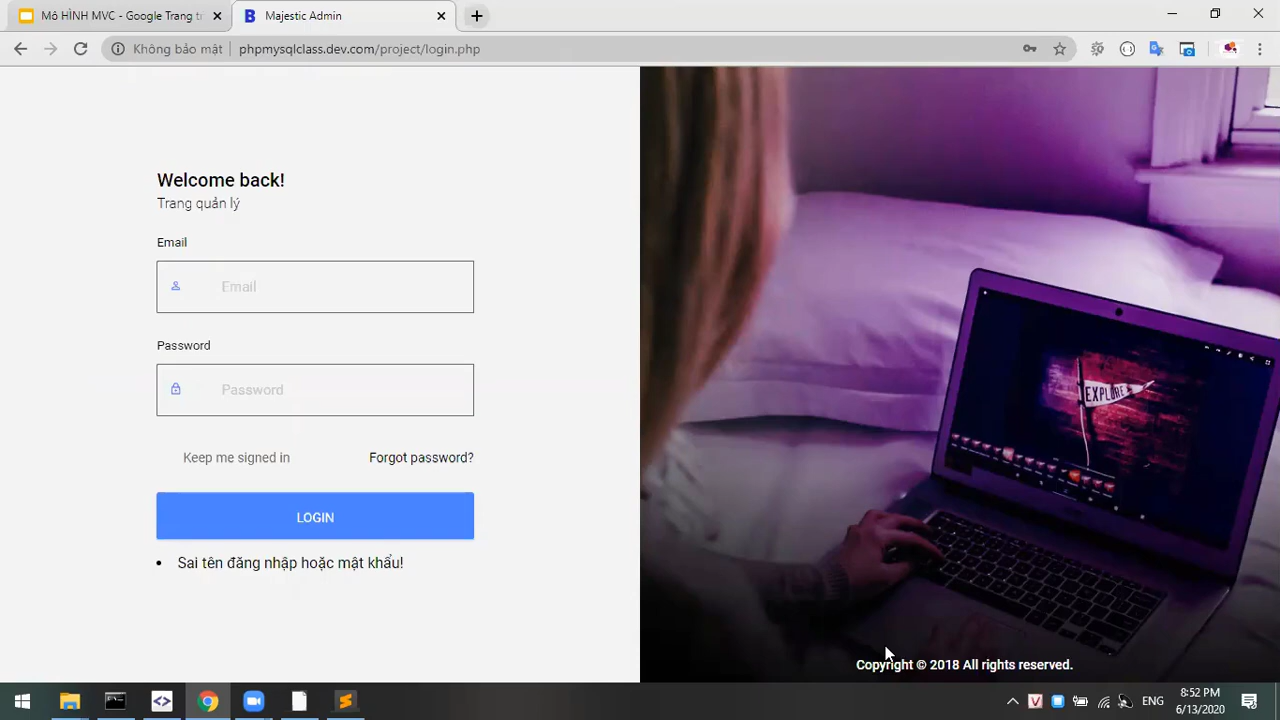 Mô HÌNH MVC - Google Trang t
Majestic Admin
Không bảo mật
phpmysqlclass.dev.com/project/login.php
Welcome back!
Trang quản lý
Email
Email
Password
Password
Keep me signed in
Forgot password?
LOGIN
Sai tên đăng nhập hoặc mật khẩu!
EXPLORE
Copyright © 2018 All rights reserved.
ENG
8:52 PM
6/13/2020